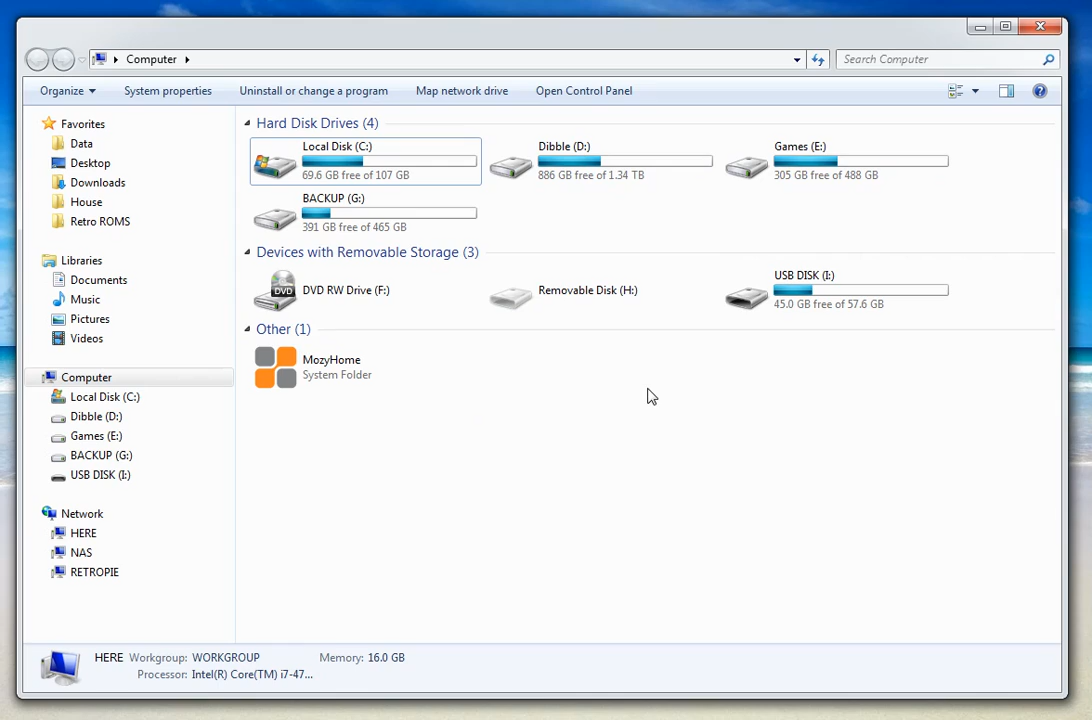 Computer
Search Computer
Organize
System properties
Uninstall or change a program
Map network drive
Open Control Panel
Favorites
Data
Desktop
Downloads
House
Retro ROMS
Libraries
Documents
Music
Pictures
Videos
Computer
Local Disk (C:)
Dibble (D:)
Games (E:)
BACKUP (G:)
USB DISK (I:)
Network
HERE
NAS
RETROPIE
Hard Disk Drives (4)
Local Disk (C:)
69.6 GB free of 107 GB
Dibble (D:)
886 GB free of 1.34 TB
Games (E:)
305 GB free of 488 GB
BACKUP (G:)
391 GB free of 465 GB
Devices with Removable Storage (3)
DVD
DVD RW Drive (F:)
Removable Disk (H:)
USB DISK (I:)
45.0 GB free of 57.6 GB
Other (1)
MozyHome
System Folder
HERE Workgroup: WORKGROUP Memory: 16.0 GB
Processor: Intel(R) Core(TM) i7-47...